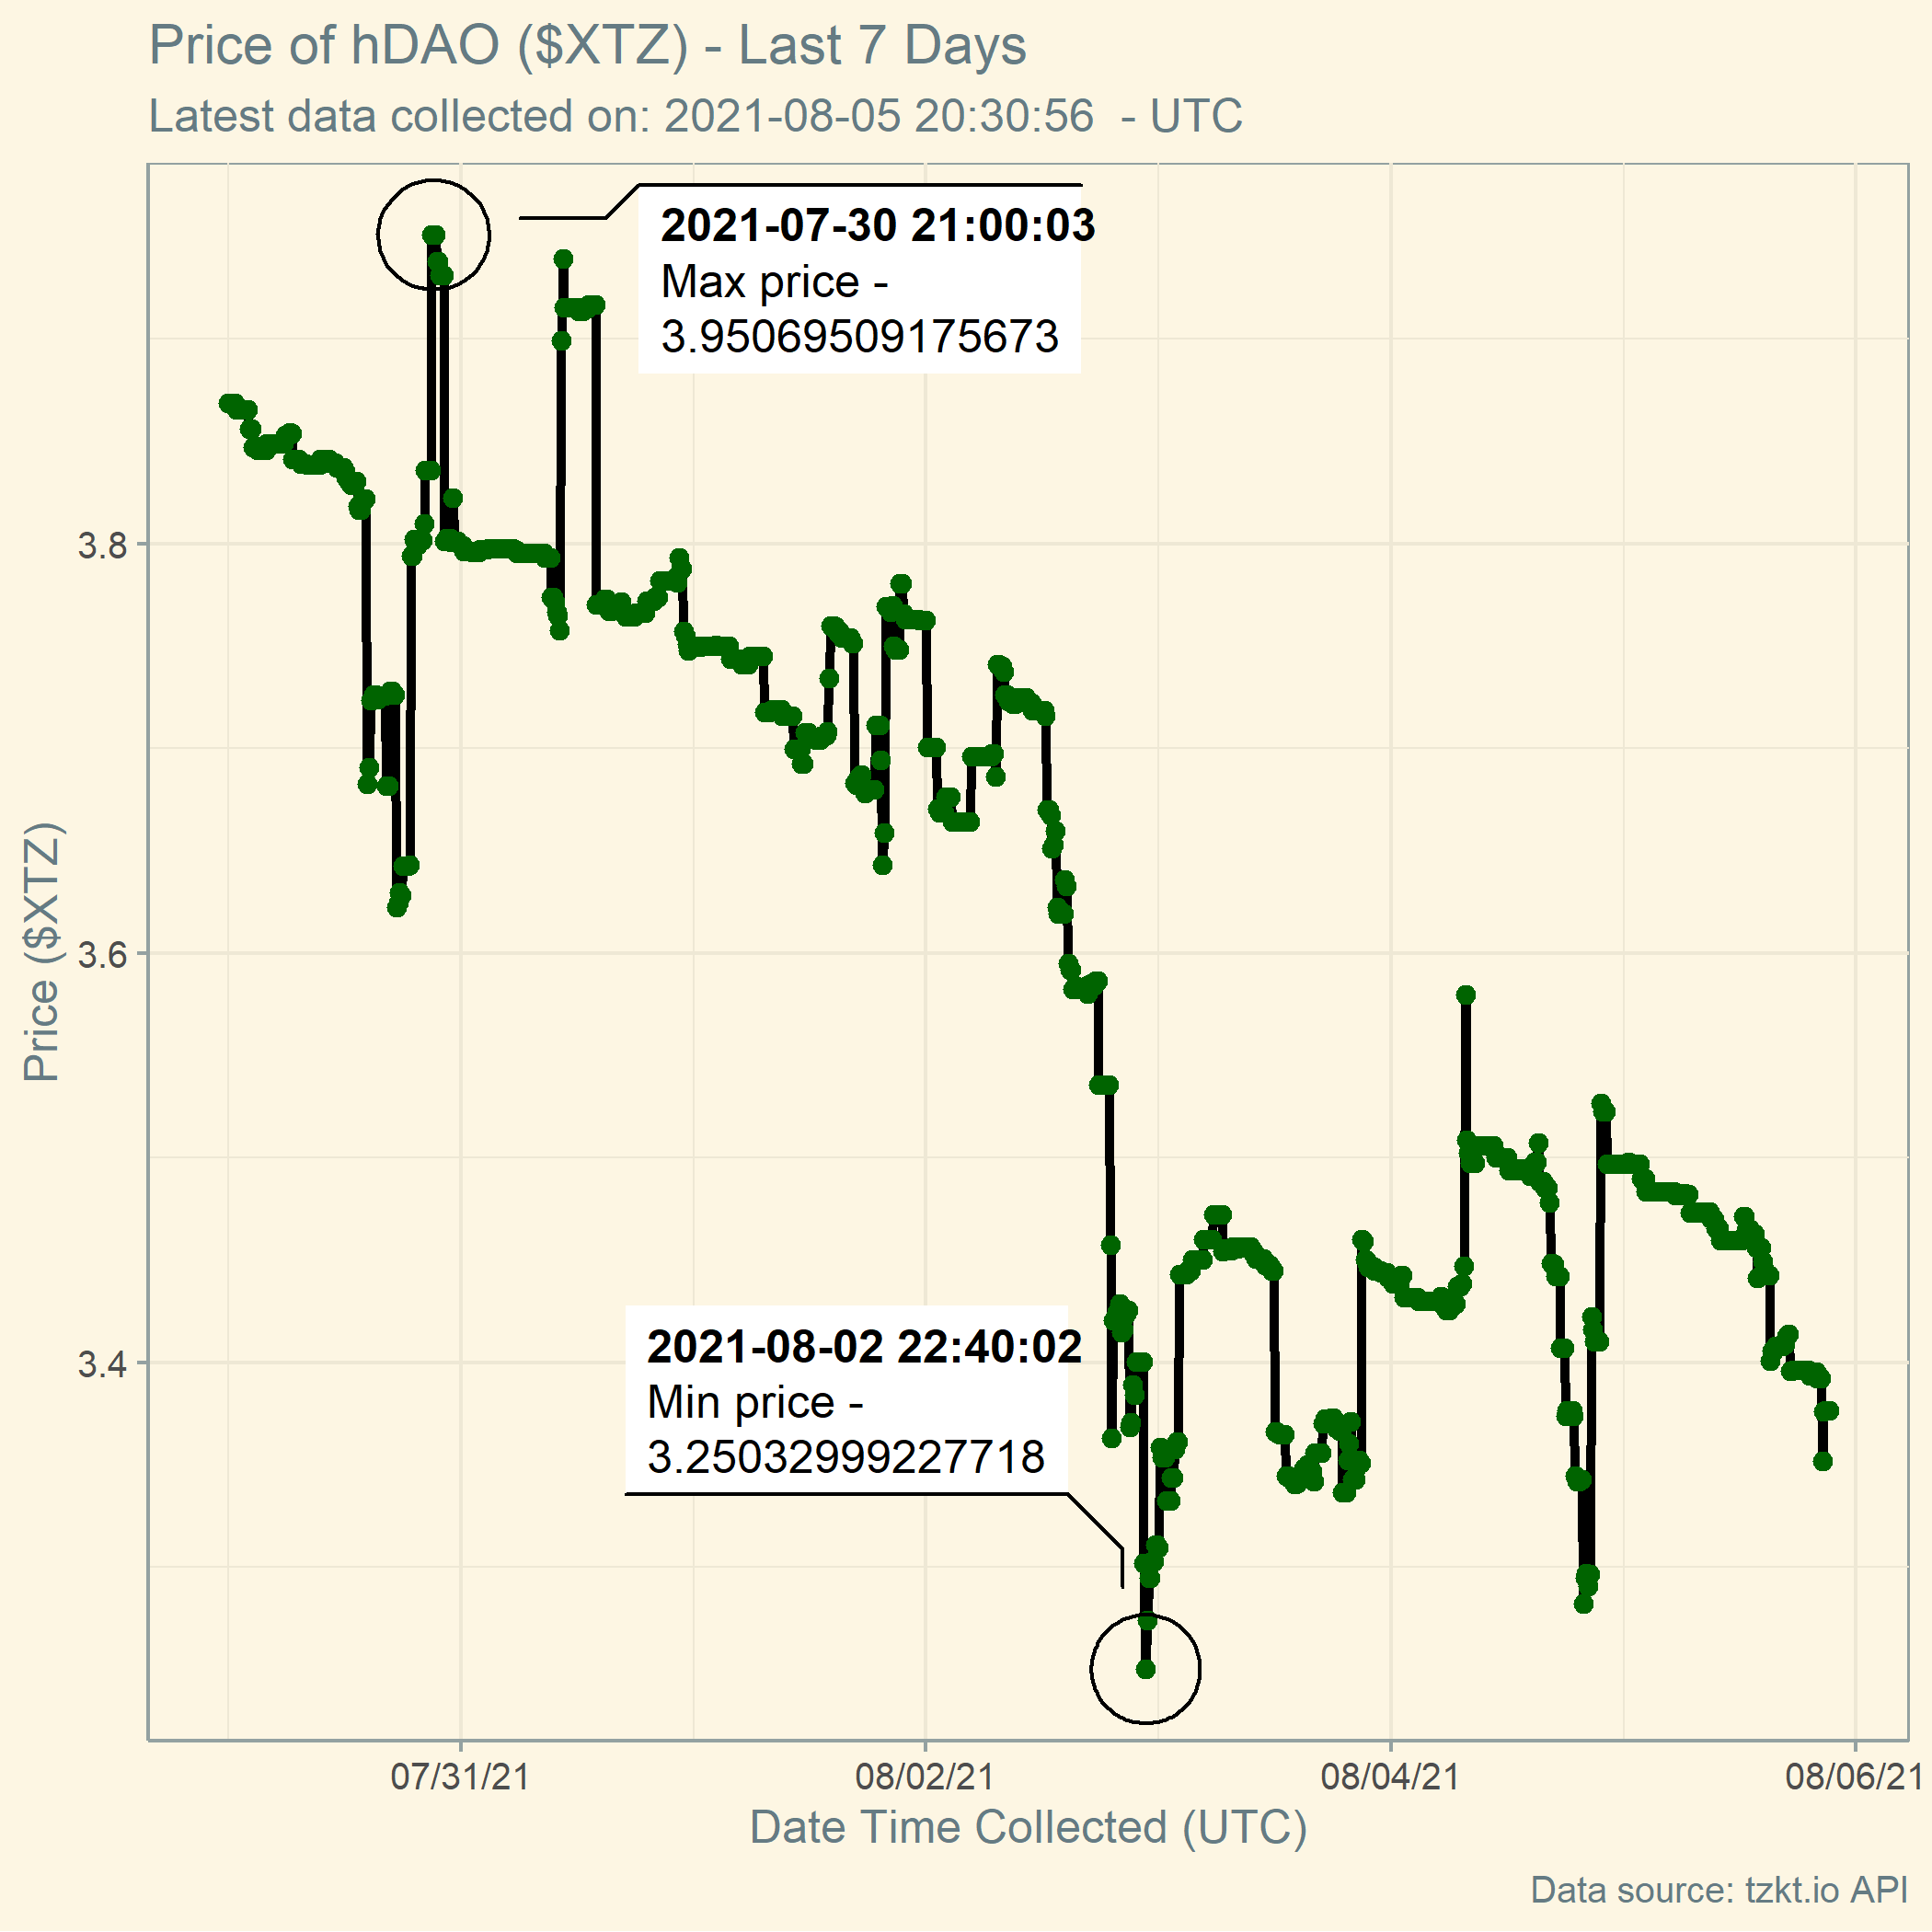 Price of hDAO ($XTZ) - Last 7 Days
Latest data collected on: 2021-08-05 20:30:56  - UTC
2021-07-30 21:00:03
Max price -
3.95069509175673
3.8
3.6
3.4
Price ($XTZ)
2021-08-02 22:40:02
Min price -
3.25032999227718
07/31/21
08/02/21
08/04/21
08/06/21
Date Time Collected (UTC)
Data source: tzkt.io API